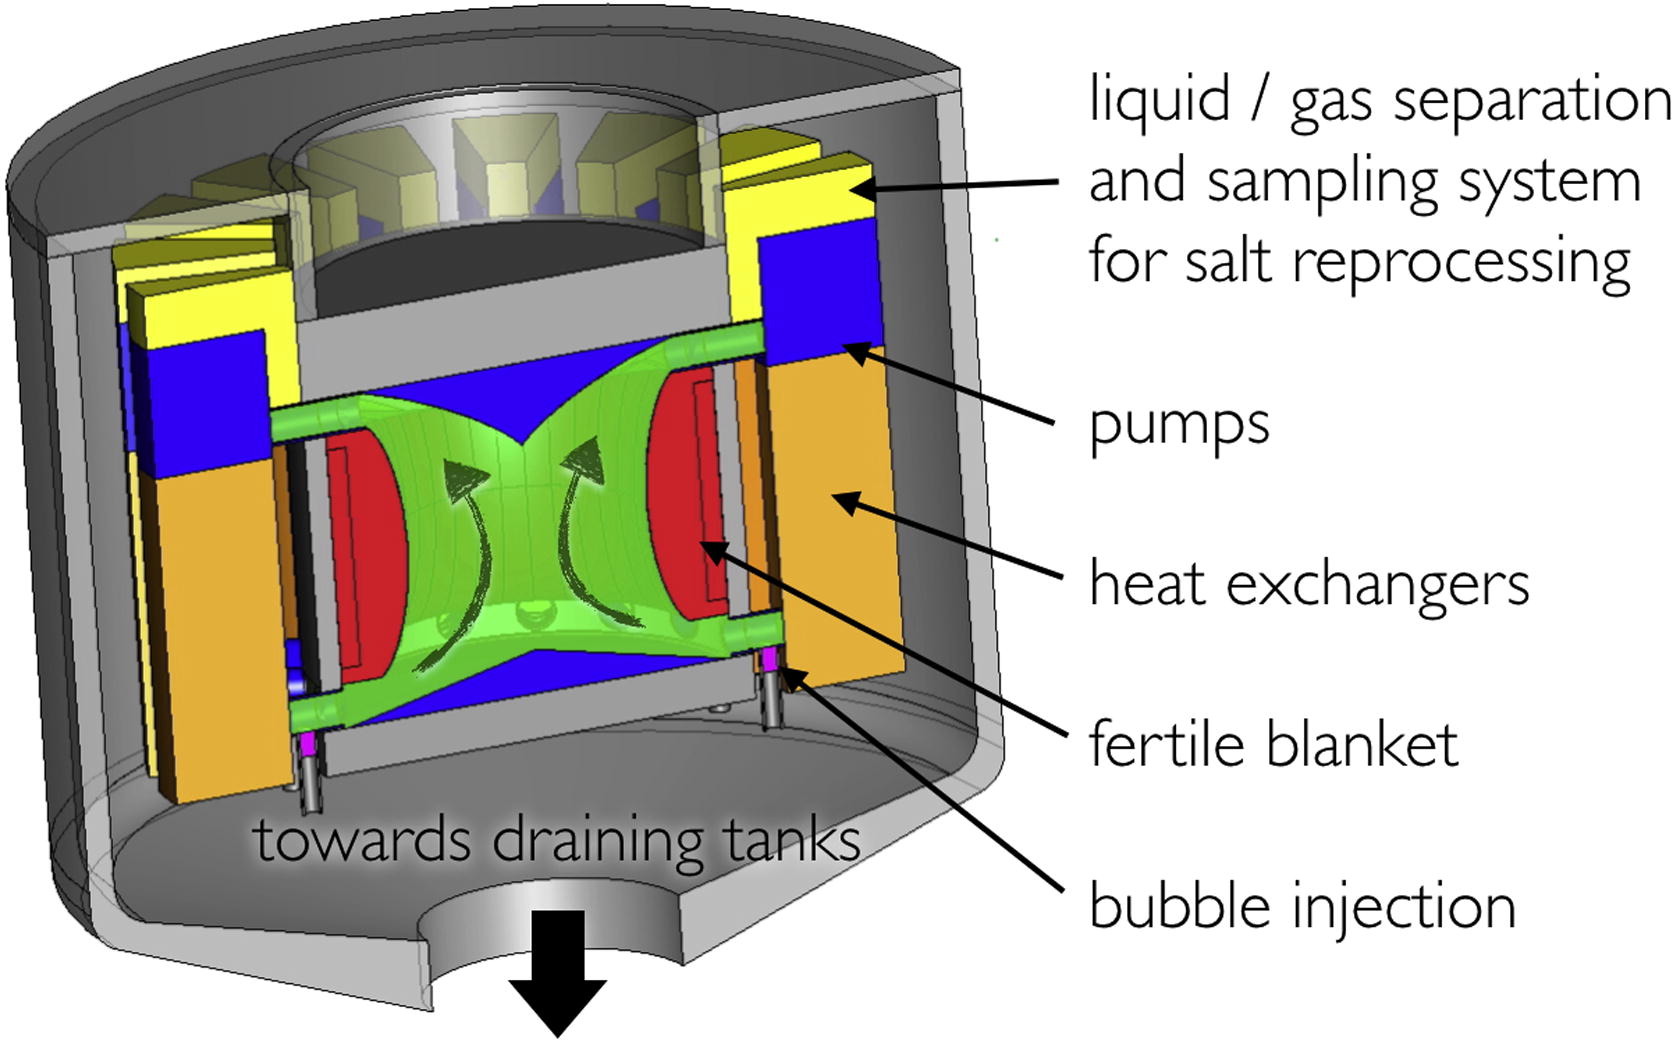 liquid / gas separation
and sampling system
for salt reprocessing
pumps
heat exchangers
fertile blanket
bubble injection
towards draining tanks